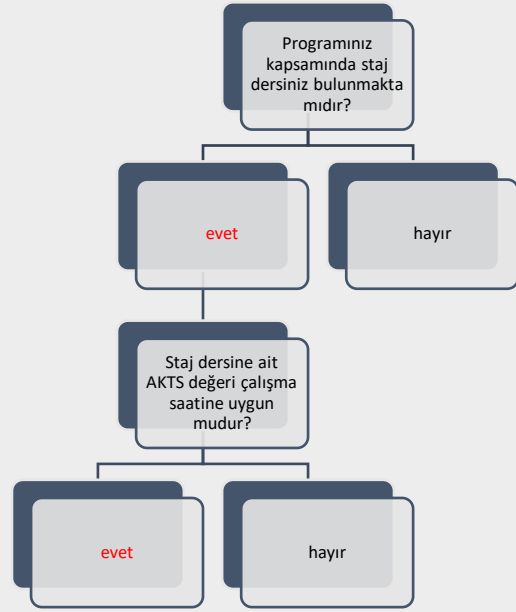 Programınız
kapsamında staj
dersiniz bulunmakta
mıdır?
evet
hayır
Staj dersine ait
AKTS değeri çalışma
saatine uygun
mudur?
evet
hayır